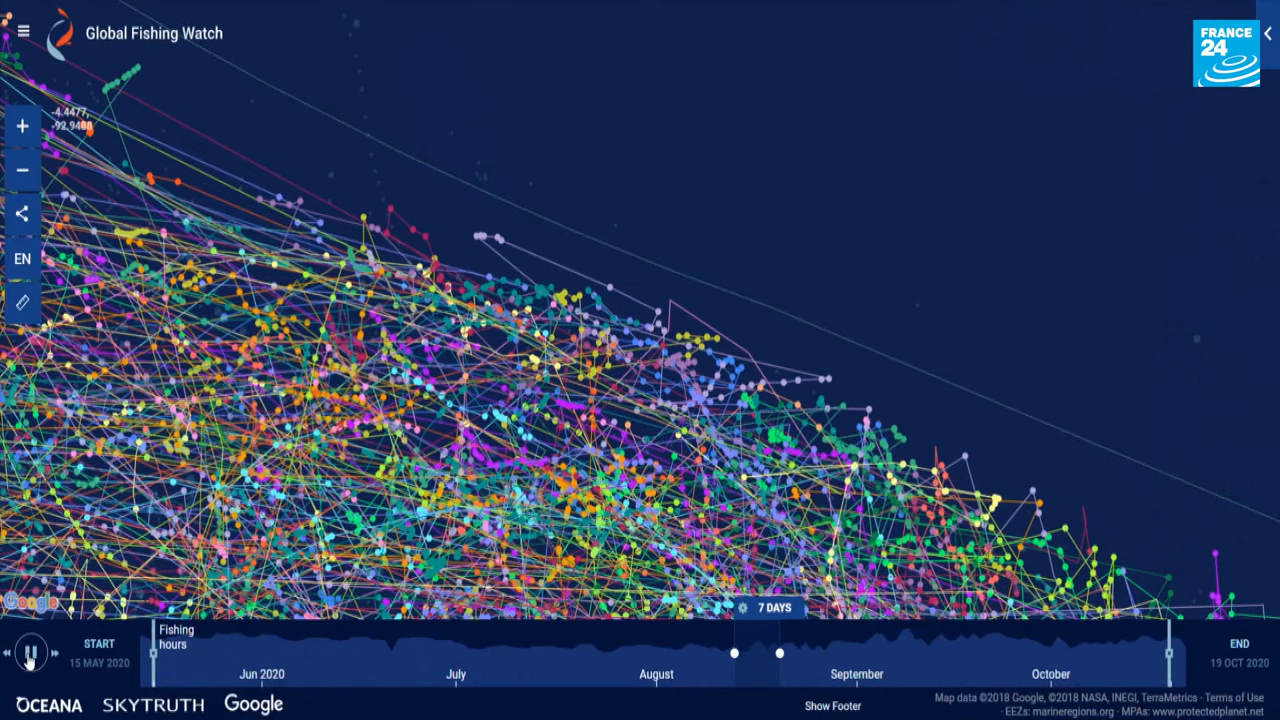 Global Fishing Watch
FRANCE
24
-4.4477,
-92.9488
EN
Google
7 DAYS
Fishing
hours
START
15 MAY 2020
END
19 OCT 2020
Jun 2020
July
August
September
October
OCEANA
SKYTRUTH
Google
Show Footer
Map data ©2018 Google, ©2018 NASA, INEGI, TerraMetrics · Terms of Use
· EEZs: marineregions.org · MPAs: www.protectedplanet.net